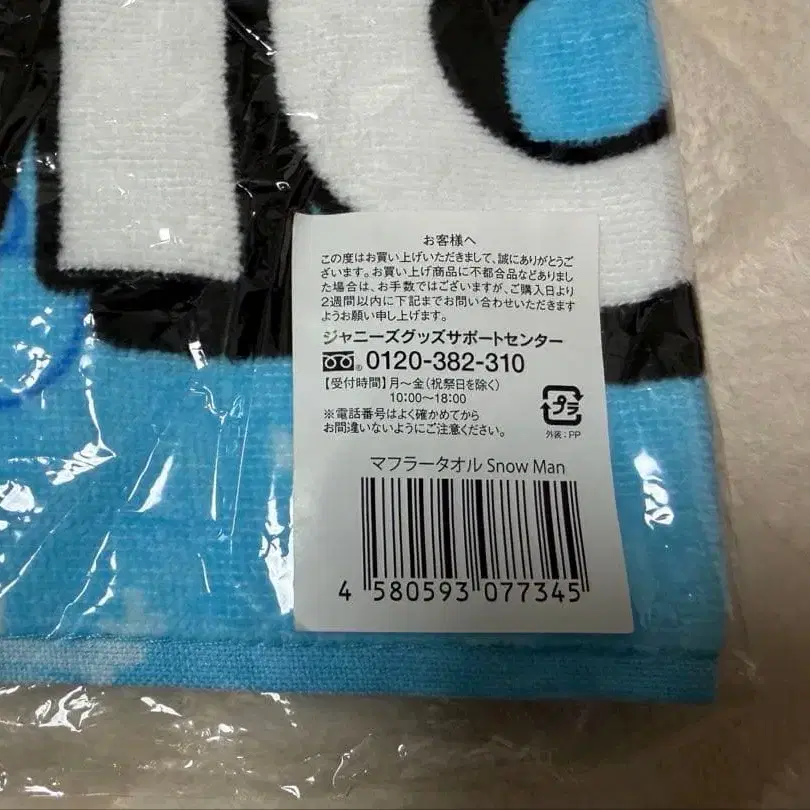 お客様へ
この度はお買い上げいただきまして、誠にありがとうござ
ざいます。お買い上げ商品に不都合品などありまし
た場合は、お手数ではございますが、ご購入日より
2週間以内に下記までお問い合わせいただきます
ようお願い申し上げます。
ジャニーズグッズサポートセンター
0120-382-310
【受付時間】月～金(祝祭日を除く)
10:00～18:00
※電話番号はよく確かめてから
お間違いないようにご注意ください。
プラ
外装:PP
マフラータオル Snow Man
4 580593 077345